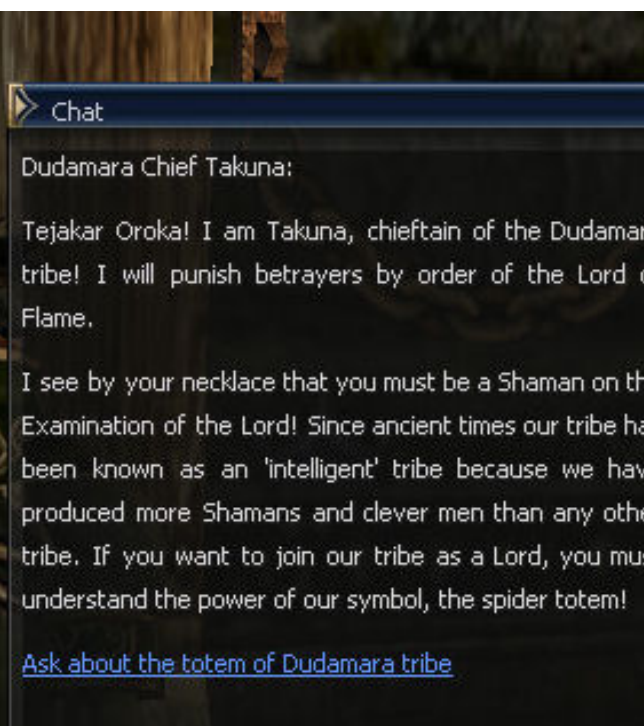 Chat
Dudamara Chief Takuna:
Tejakar Oroka! I am Takuna, chieftain of the Dudamar
tribe! I will punish betrayers by order of the Lord
Flame.
I see by your necklace that you must be a Shaman on th
Examination of the Lord! Since ancient times our tribe ha
been known as an 'intelligent' tribe because we hav
produced more Shamans and clever men than any othe
tribe. If you want to join our tribe as a Lord, you mus
understand the power of our symbol, the spider totem!
Ask about the totem of Dudamara tribe